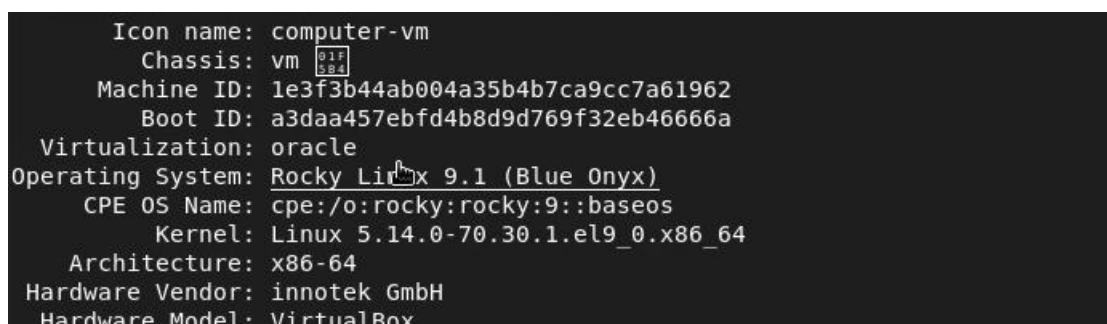 Icon name: computer-vm
Chassis: vm 01F5B4
Machine ID: 1e3f3b44ab004a35b4b7ca9cc7a61962
Boot ID: a3daa457ebfd4b8d9d769f32eb46666a
Virtualization: oracle
Operating System: Rocky Linux 9.1 (Blue Onyx)
CPE OS Name: cpe:/o:rocky:rocky:9::baseos
Kernel: Linux 5.14.0-70.30.1.el9_0.x86_64
Architecture: x86-64
Hardware Vendor: innotek GmbH
Hardware Model: VirtualBox